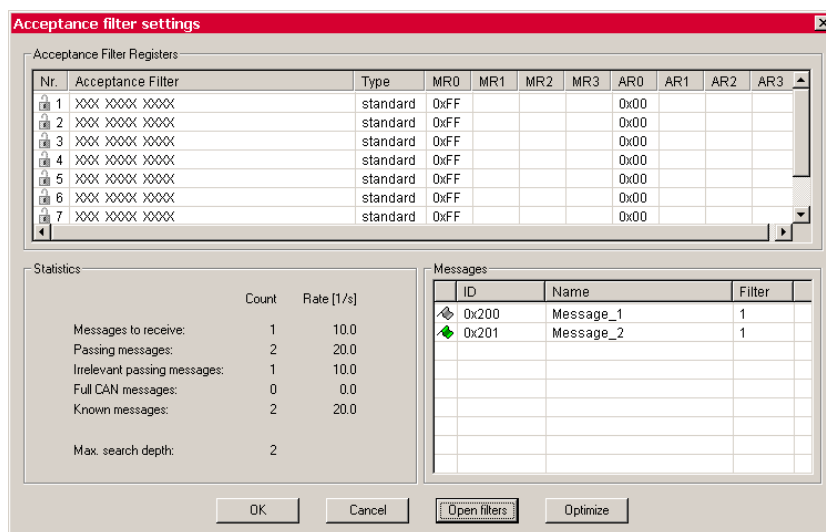 Acceptance filter settings
Acceptance Filter Registers
Nr. Acceptance Filter Type MR0 MR1 MR2 MR3 AR0 AR1 AR2 AR3
1 XXX XXXX XXXX standard 0xFF 0x00
2 XXX XXXX XXXX standard 0xFF 0x00
3 XXX XXXX XXXX standard 0xFF 0x00
4 XXX XXXX XXXX standard 0xFF 0x00
5 XXX XXXX XXXX standard 0xFF 0x00
6 XXX XXXX XXXX standard 0xFF 0x00
7 XXX XXXX XXXX standard 0xFF 0x00
Statistics
Count Rate [1/s]
Messages to receive: 1 10.0
Passing messages: 2 20.0
Irrelevant passing messages: 1 10.0
Full CAN messages: 0 0.0
Known messages: 2 20.0
Max. search depth: 2
Messages
ID Name Filter
0x200 Message_1 1
0x201 Message_2 1
OK Cancel Open filters Optimize